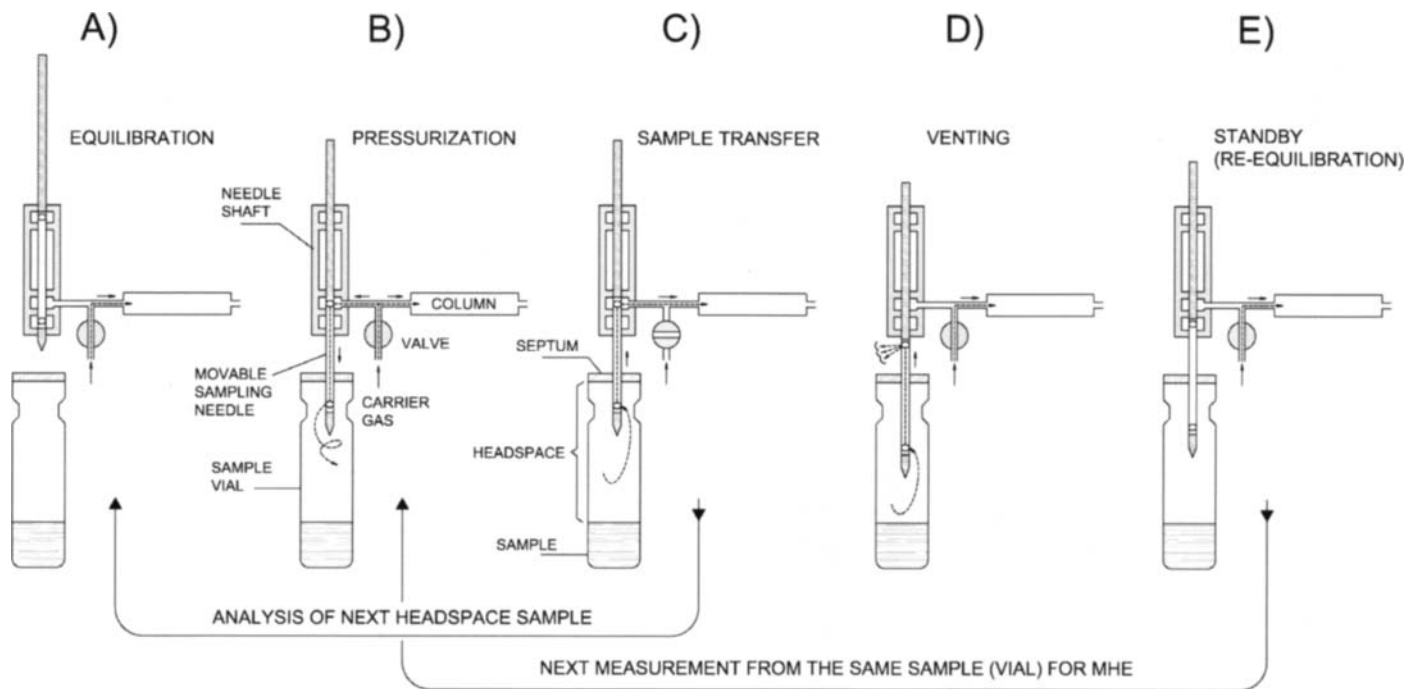 A)
B)
C)
D)
E)
EQUILIBRATION
PRESSURIZATION
SAMPLE TRANSFER
VENTING
STANDBY
(RE-EQUILIBRATION)
NEEDLE
SHAFT
COLUMN
VALVE
SEPTUM
MOVABLE
SAMPLING
NEEDLE
CARRIER
GAS
HEADSPACE
SAMPLE
VIAL
SAMPLE
ANALYSIS OF NEXT HEADSPACE SAMPLE
NEXT MEASUREMENT FROM THE SAME SAMPLE (VIAL) FOR MHE